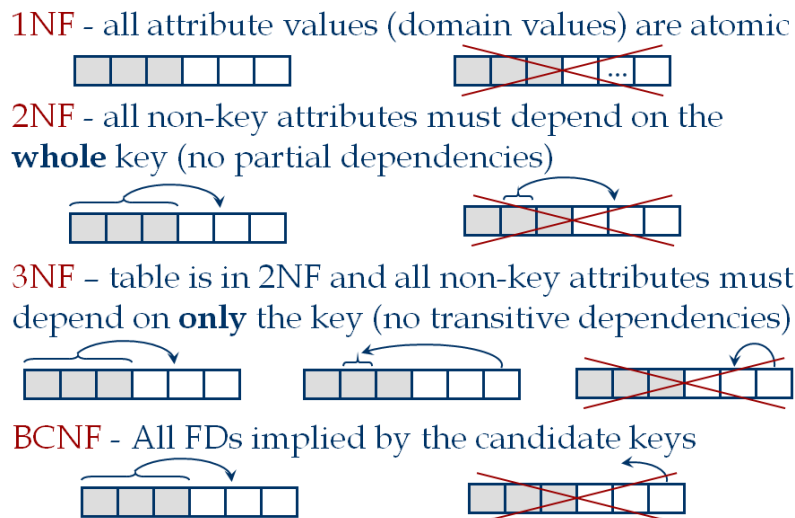 1NF - all attribute values (domain values) are atomic
...
2NF - all non-key attributes must depend on the
whole key (no partial dependencies)
3NF – table is in 2NF and all non-key attributes must
depend on only the key (no transitive dependencies)
BCNF - All FDs implied by the candidate keys